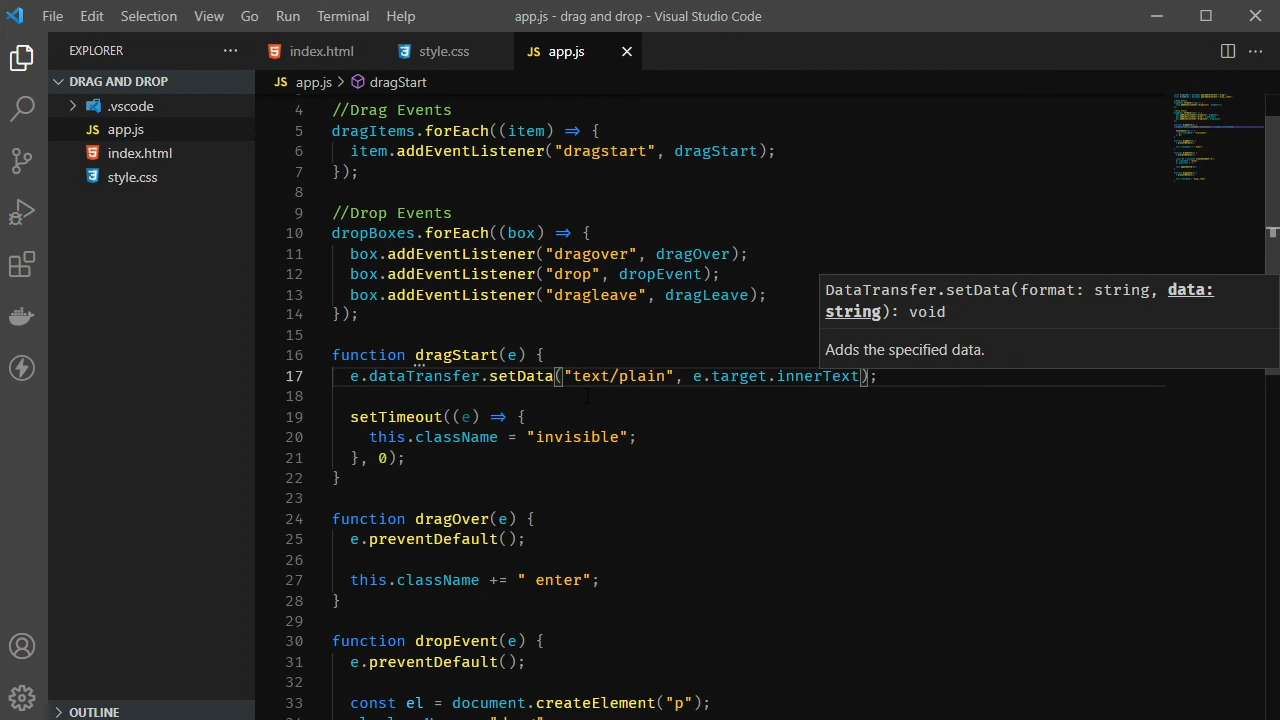 File Edit Selection View Go Run Terminal Help
app.js - drag and drop - Visual Studio Code
EXPLORER
index.html
style.css
JS app.js
DRAG AND DROP
JS app.js > dragStart
.vscode
JS app.js
index.html
style.css
4 //Drag Events
5 dragItems.forEach((item) => {
6 item.addEventListener("dragstart", dragStart);
7 });
8
9 //Drop Events
10 dropBoxes.forEach((box) => {
11 box.addEventListener("dragover", dragOver);
12 box.addEventListener("drop", dropEvent);
13 box.addEventListener("dragleave", dragLeave);
14 });
15
DataTransfer.setData(format: string, data:
string): void
Adds the specified data.
16 function dragStart(e) {
17 e.dataTransfer.setData("text/plain", e.target.innerText);
18
19 setTimeout((e) => {
20 this.className = "invisible";
21 }, 0);
22 }
23
24 function dragOver(e) {
25 e.preventDefault();
26
27 this.className += " enter";
28 }
29
30 function dropEvent(e) {
31 e.preventDefault();
32
33 const el = document.createElement("p");
OUTLINE